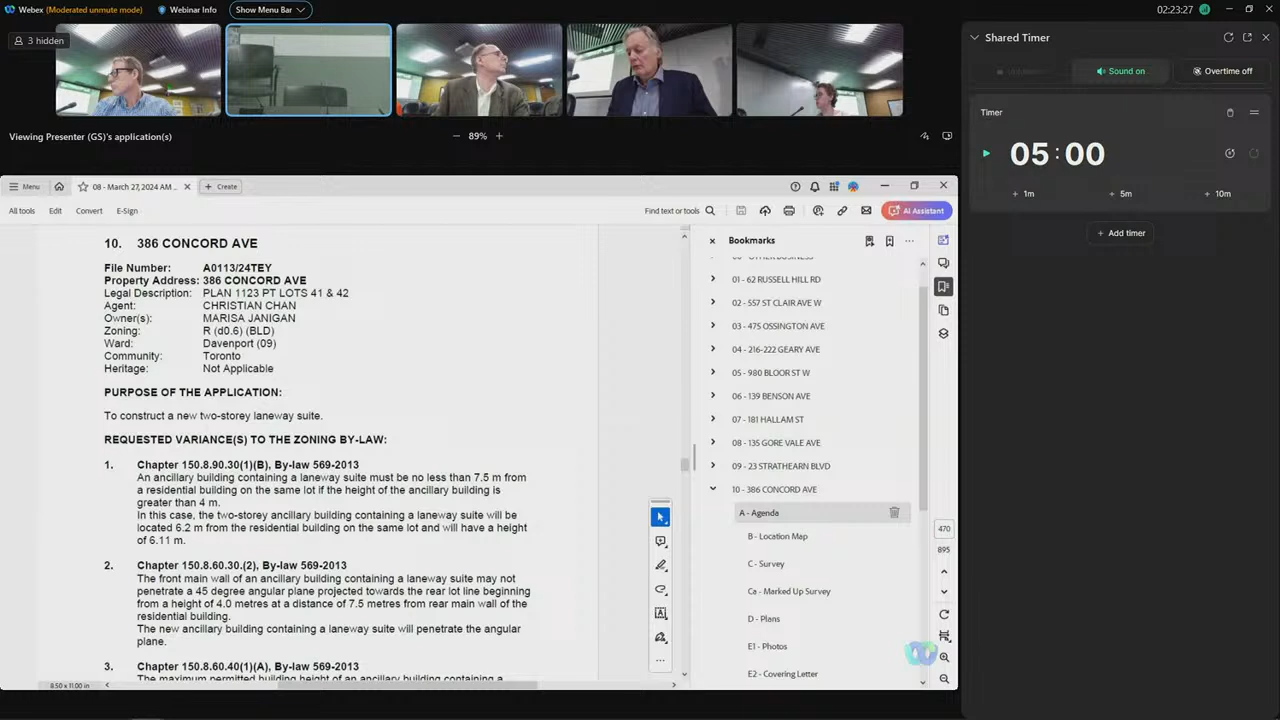 Webex (Moderated unmute mode) Webinar Info Show Menu Bar 02:23:27
3 hidden
Viewing Presenter (GS)'s application(s) 89%
Shared Timer
Sound on Overtime off
Timer
05:00
1m 5m 10m
Add timer
Menu 08 - March 27, 2024 AM ... Create
All tools Edit Convert E-Sign Find text or tools AI Assistant
10. 386 CONCORD AVE
File Number: A0113/24TEY
Property Address: 386 CONCORD AVE
Legal Description: PLAN 1123 PT LOTS 41 & 42
Agent: CHRISTIAN CHAN
Owner(s): MARISA JANIGAN
Zoning: R (d0.6) (BLD)
Ward: Davenport (09)
Community: Toronto
Heritage: Not Applicable
PURPOSE OF THE APPLICATION:
To construct a new two-storey laneway suite.
REQUESTED VARIANCE(S) TO THE ZONING BY-LAW:
1. Chapter 150.8.90.30(1)(B), By-law 569-2013
An ancillary building containing a laneway suite must be no less than 7.5 m from
a residential building on the same lot if the height of the ancillary building is
greater than 4 m.
In this case, the two-storey ancillary building containing a laneway suite will be
located 6.2 m from the residential building on the same lot and will have a height
of 6.11 m.
2. Chapter 150.8.60.30.(2), By-law 569-2013
The front main wall of an ancillary building containing a laneway suite may not
penetrate a 45 degree angular plane projected towards the rear lot line beginning
from a height of 4.0 metres at a distance of 7.5 metres from rear main wall of the
residential building.
The new ancillary building containing a laneway suite will penetrate the angular
plane.
3. Chapter 150.8.60.40(1)(A), By-law 569-2013
The maximum permitted building height of an ancillary building containing a
8.50 x 11.00 in
Bookmarks
00 - OTHER BUSINESS
01 - 62 RUSSELL HILL RD
02 - 557 ST CLAIR AVE W
03 - 475 OSSINGTON AVE
04 - 216-222 GEARY AVE
05 - 980 BLOOR ST W
06 - 139 BENSON AVE
07 - 181 HALLAM ST
08 - 135 GORE VALE AVE
09 - 23 STRATHEARN BLVD
10 - 386 CONCORD AVE
A - Agenda
B - Location Map
C - Survey
Ca - Marked Up Survey
D - Plans
E1 - Photos
E2 - Covering Letter
470
895